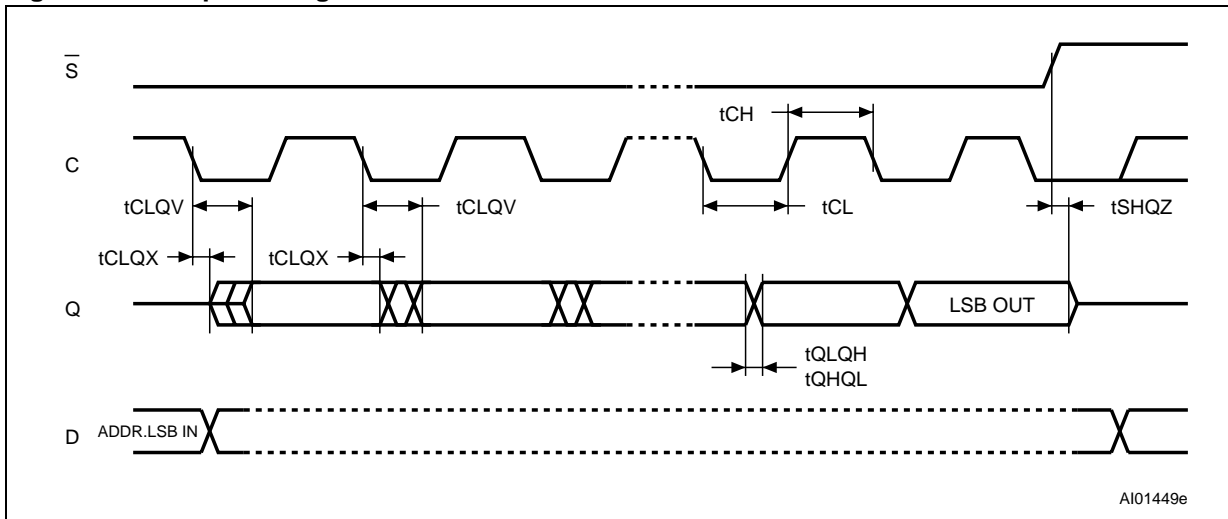 S̅
tCH
C
tCLQV
tCLQV
tCL
tSHQZ
tCLQX
tCLQX
Q
LSB OUT
tQLQH
tQHQL
D
ADDR.LSB IN
AI01449e